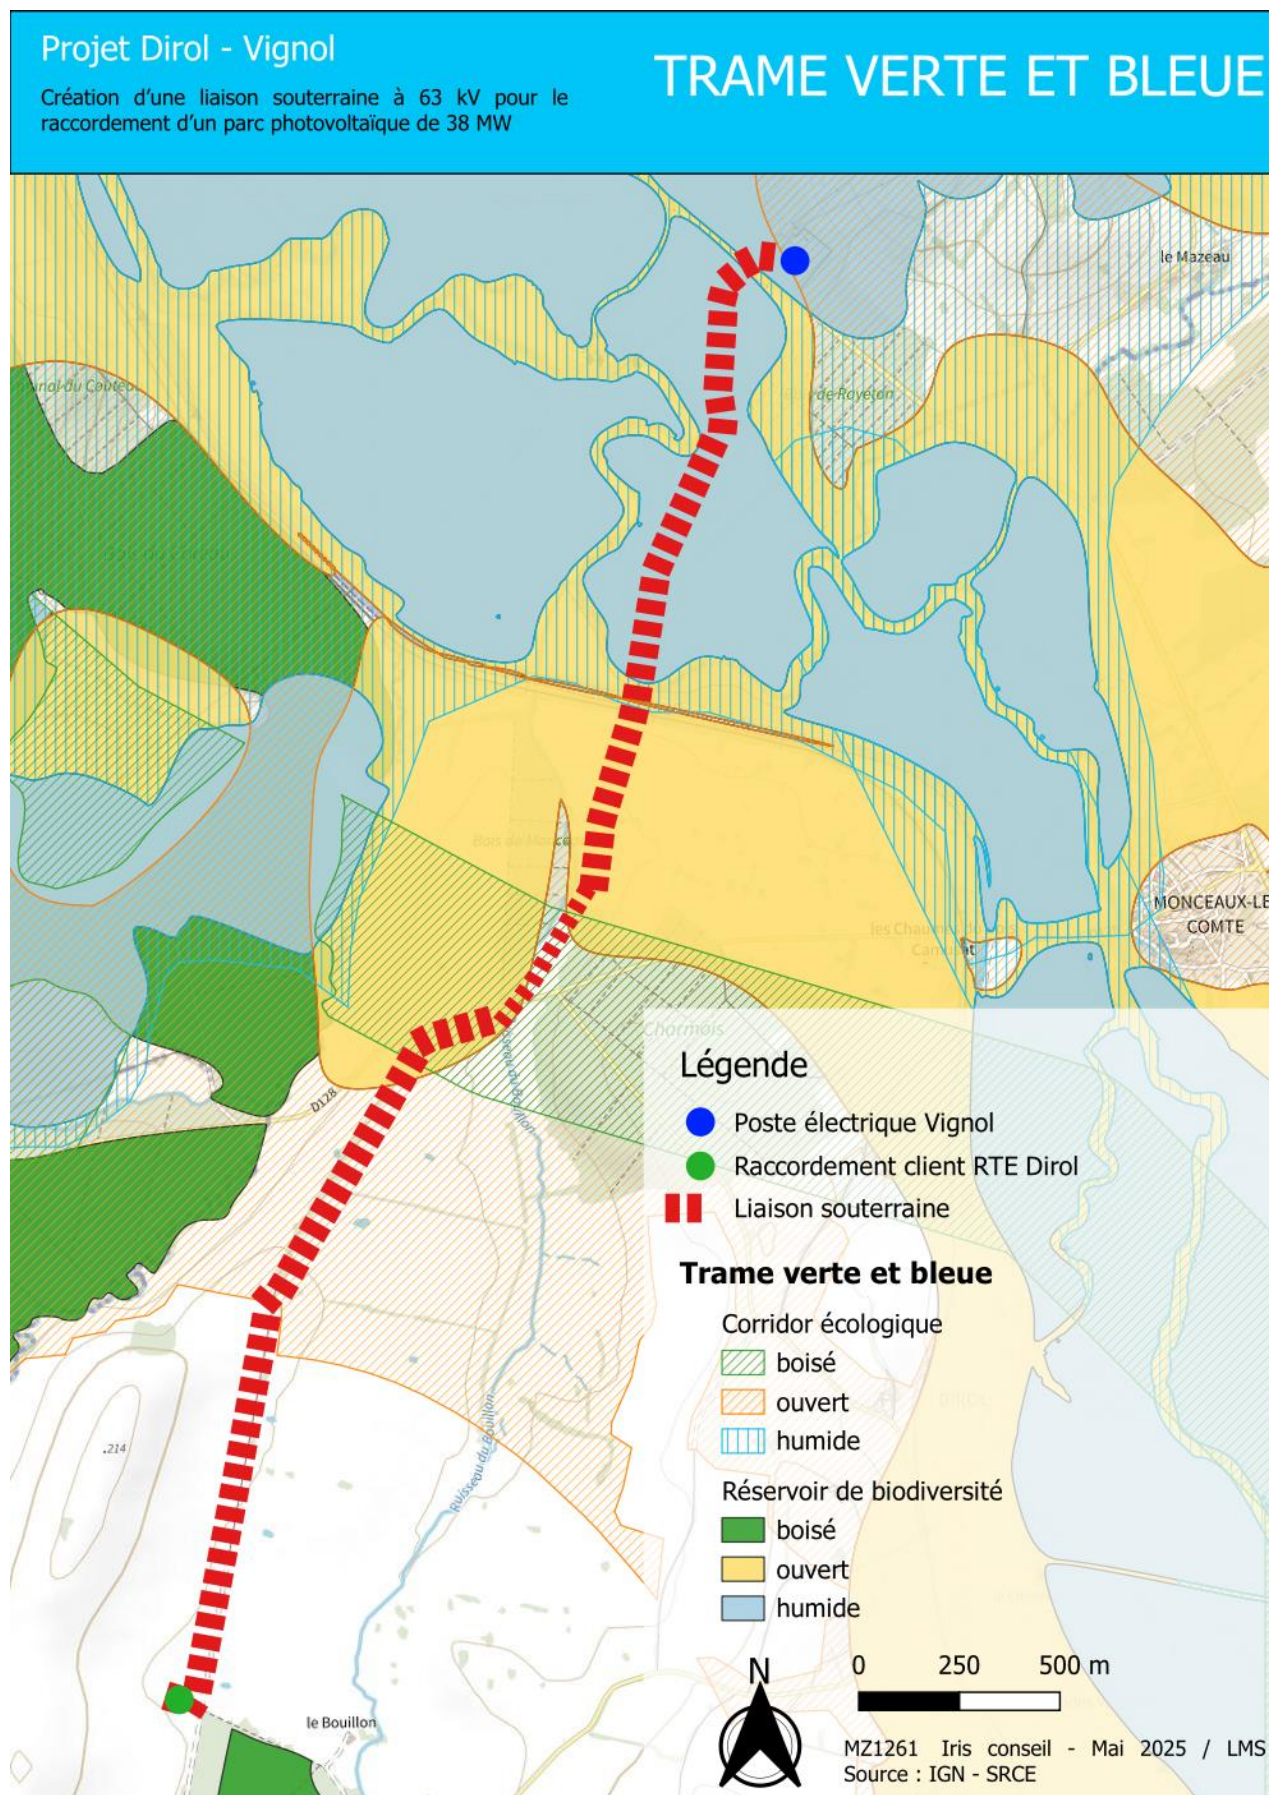 Projet Dirol - Vignol
TRAME VERTE ET BLEUE
Création d'une liaison souterraine à 63 kV pour le
raccordement d'un parc photovoltaïque de 38 MW
le Mazeau
MONCEAUX-LE
COMTE
Charmois
D128
Ruisseau du Bouillon
.214
le Bouillon
Légende
Poste électrique Vignol
Raccordement client RTE Dirol
Liaison souterraine
Trame verte et bleue
Corridor écologique
boisé
ouvert
humide
Réservoir de biodiversité
boisé
ouvert
humide
N
0 250 500 m
MZ1261 Iris conseil - Mai 2025 / LMS
Source : IGN - SRCE